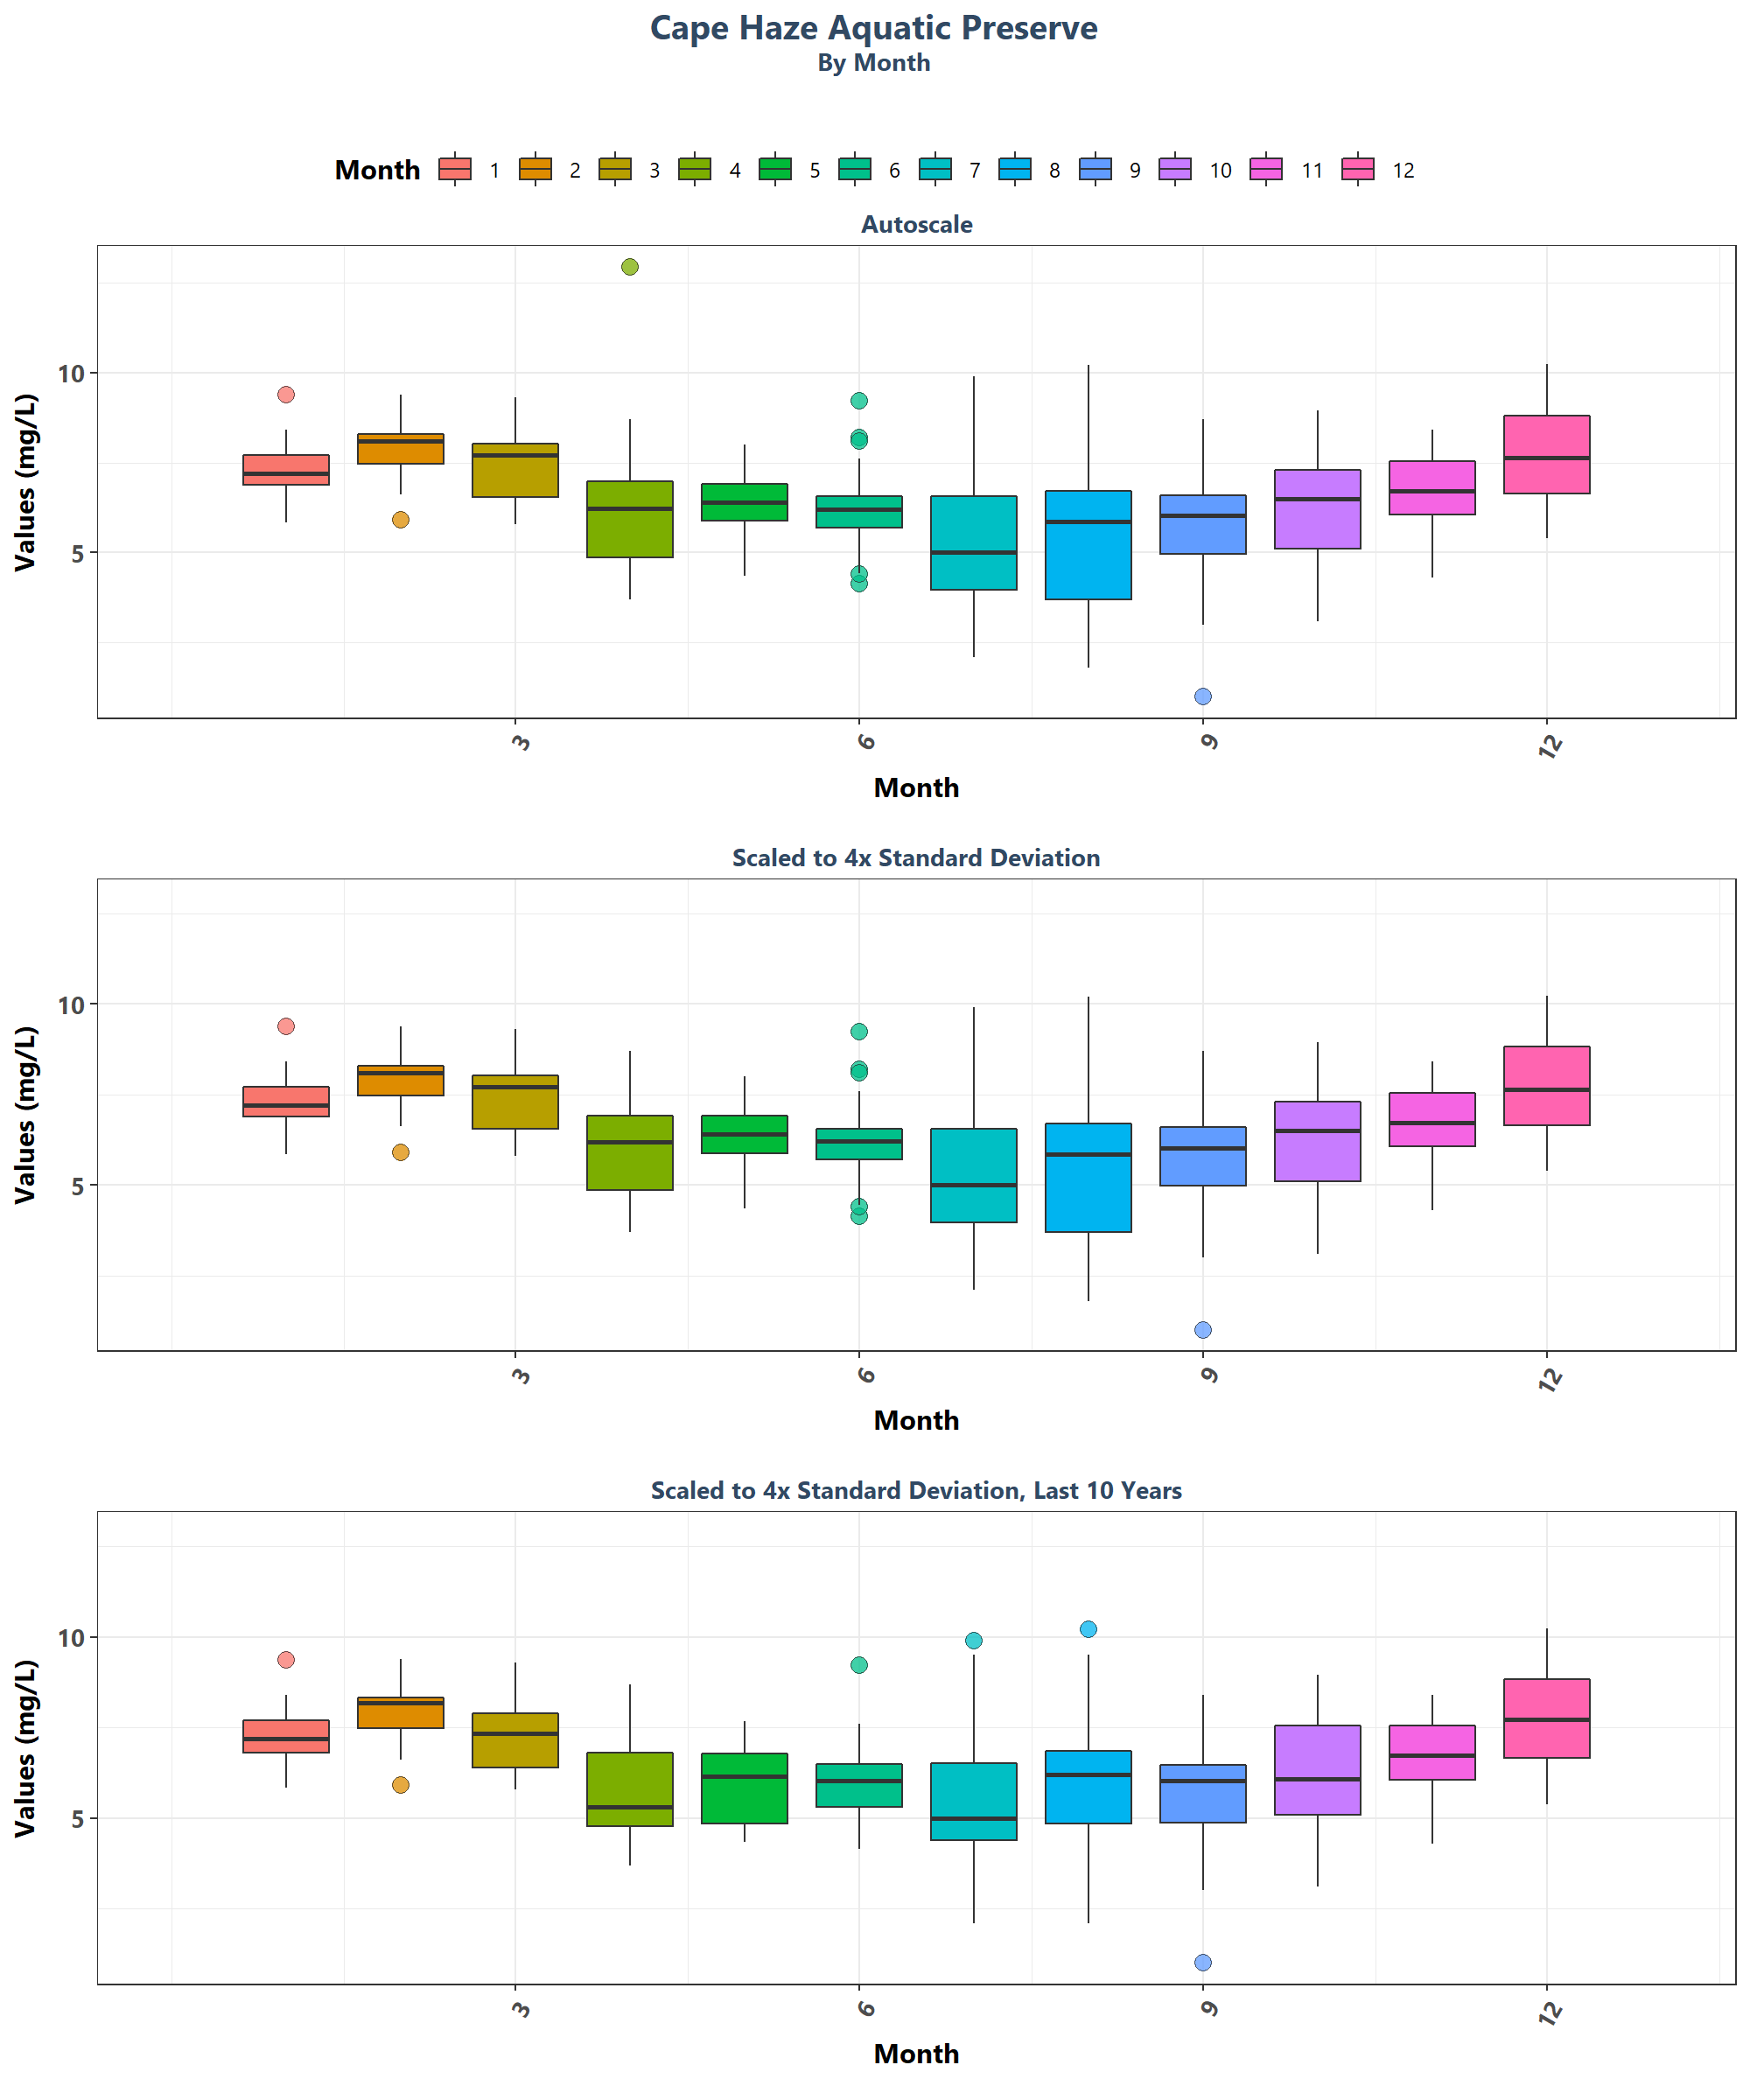 Cape Haze Aquatic Preserve
By Month
Month 1 2 3 4 5 6 7 8 9 10 11 12
Autoscale
Values (mg/L)
10
5
3 6 9 12
Month
Scaled to 4x Standard Deviation
Values (mg/L)
10
5
3 6 9 12
Month
Scaled to 4x Standard Deviation, Last 10 Years
Values (mg/L)
10
5
3 6 9 12
Month